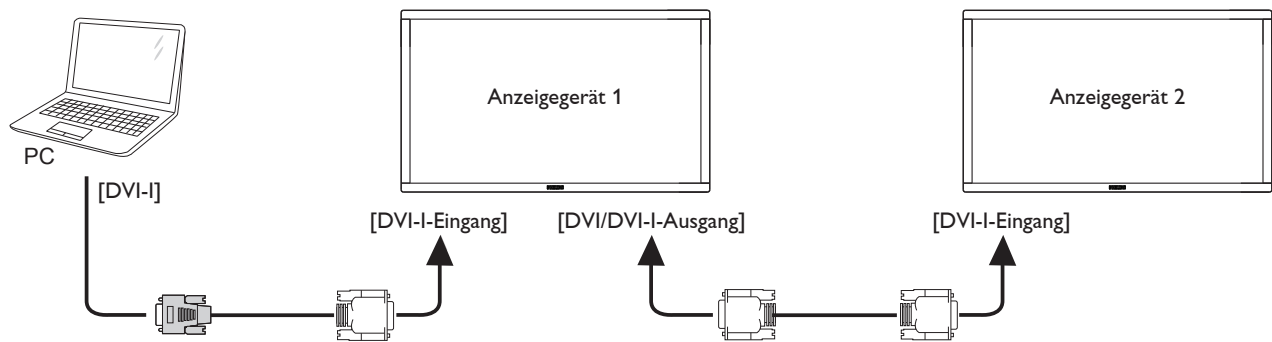 Anzeigegerät 1
Anzeigegerät 2
PC
[DVI-I]
[DVI-I-Eingang]
[DVI/DVI-I-Ausgang]
[DVI-I-Eingang]